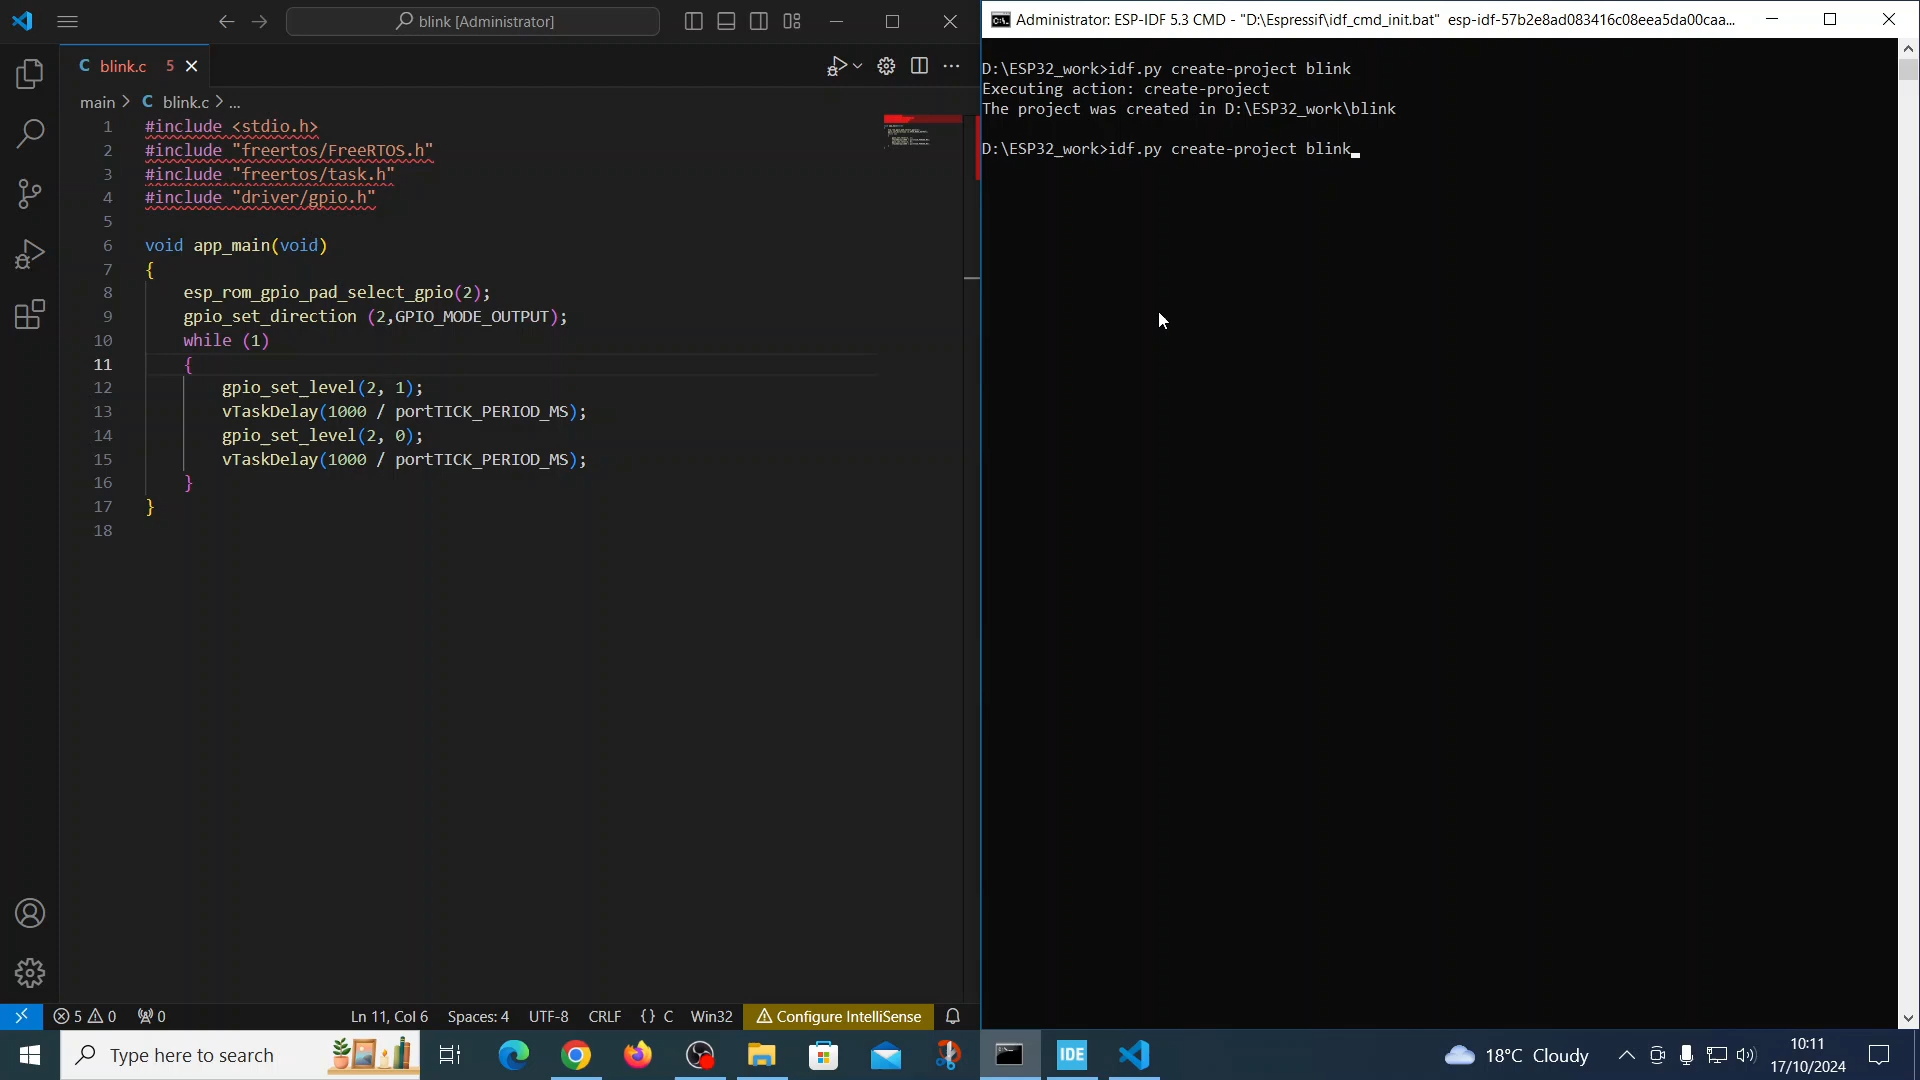 blink [Administrator]
C blink.c 5
main > C blink.c > ...
1 #include <stdio.h>
2 #include "freertos/FreeRTOS.h"
3 #include "freertos/task.h"
4 #include "driver/gpio.h"
5
6 void app_main(void)
7 {
8 esp_rom_gpio_pad_select_gpio(2);
9 gpio_set_direction (2,GPIO_MODE_OUTPUT);
10 while (1)
11 {
12 gpio_set_level(2, 1);
13 vTaskDelay(1000 / portTICK_PERIOD_MS);
14 gpio_set_level(2, 0);
15 vTaskDelay(1000 / portTICK_PERIOD_MS);
16 }
17 }
18
5 0 0 Ln 11, Col 6 Spaces: 4 UTF-8 CRLF {} C Win32 Configure IntelliSense
Administrator: ESP-IDF 5.3 CMD - "D:\Espressif\idf_cmd_init.bat" esp-idf-57b2e8ad083416c08eea5da00caa...
D:\ESP32_work>idf.py create-project blink
Executing action: create-project
The project was created in D:\ESP32_work\blink
D:\ESP32_work>idf.py create-project blink
Type here to search
IDE
18°C Cloudy
10:11
17/10/2024